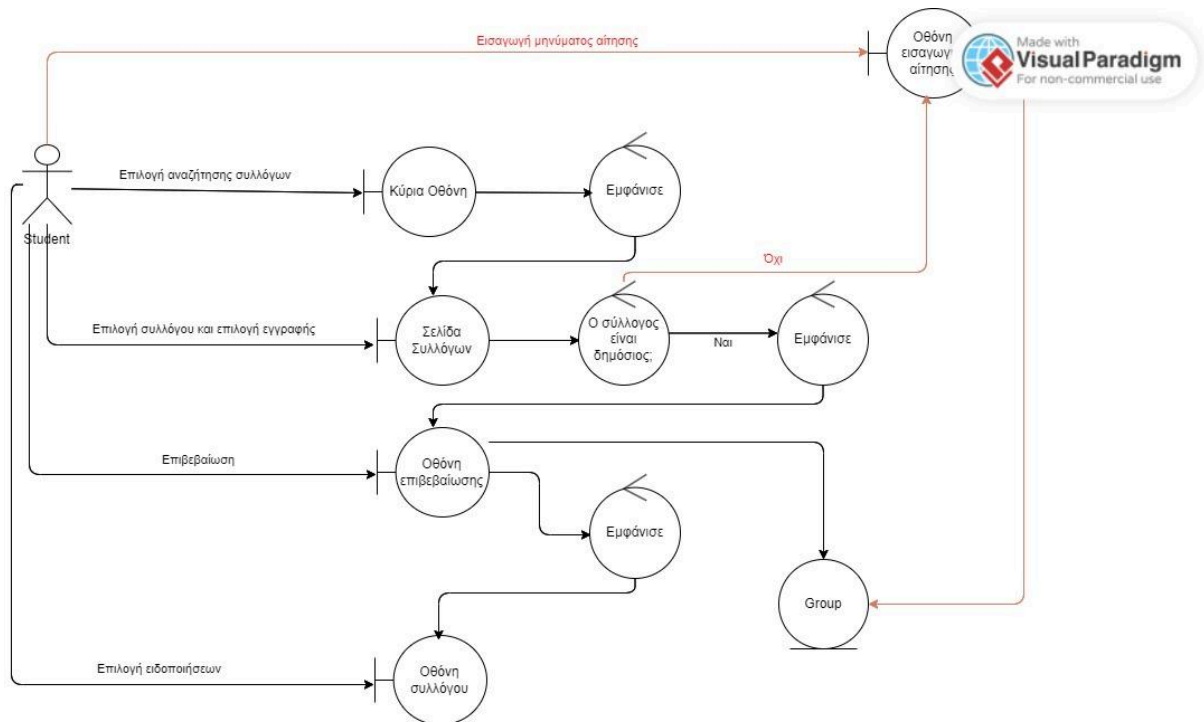 Εισαγωγή μηνύματος αίτησης
Οθόνη
αίτησης
Made with
Visual Paradigm
For non-commercial use
Επιλογή αναζήτησης συλλόγων
Κύρια Οθόνη
Εμφάνισε
Student
Όχι
Επιλογή συλλόγου και επιλογή εγγραφής
Σελίδα
Συλλόγων
Ο σύλλογος
είναι
δημόσιος;
Ναι
Εμφάνισε
Επιβεβαίωση
Οθόνη
επιβεβαίωσης
Εμφάνισε
Group
Επιλογή ειδοποιήσεων
Οθόνη
συλλόγου